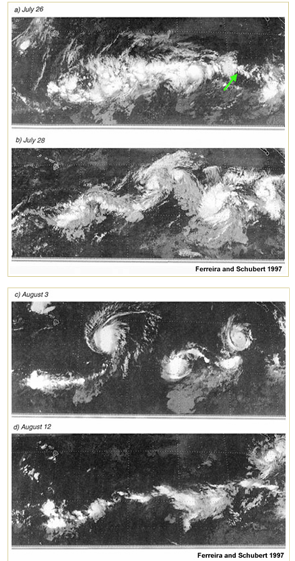 a) July 26
b) July 28
Ferreira and Schubert 1997
c) August 3
d) August 12
Ferreira and Schubert 1997